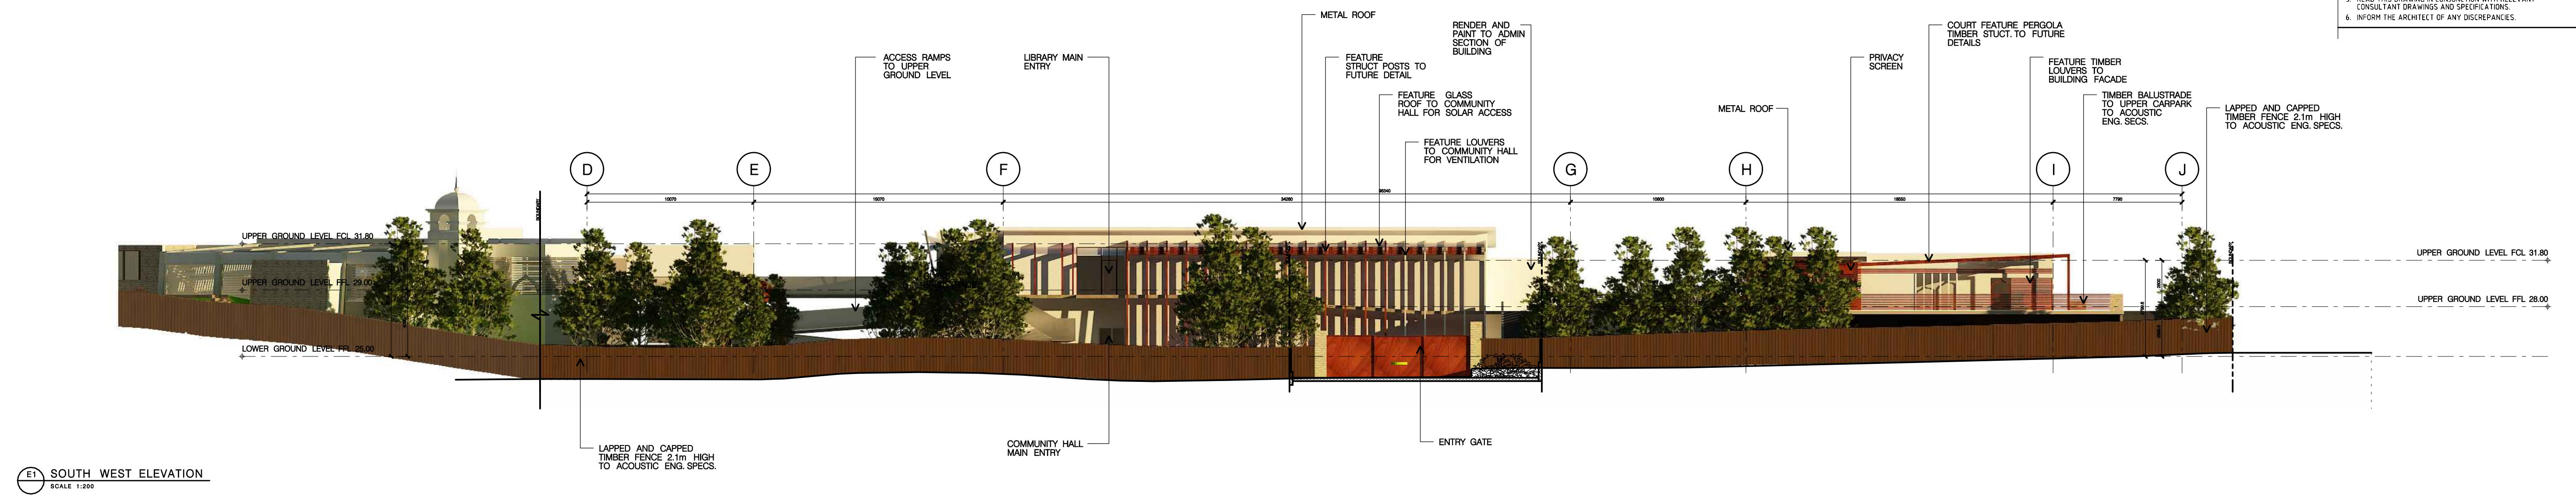 CONSULTANT DRAWINGS AND SPECIFICATIONS.
6. INFORM THE ARCHITECT OF ANY DISCREPANCIES.
METAL ROOF
RENDER AND
PAINT TO ADMIN
SECTION OF
BUILDING
COURT FEATURE PERGOLA
TIMBER STUCT. TO FUTURE
DETAILS
ACCESS RAMPS
TO UPPER
GROUND LEVEL
LIBRARY MAIN
ENTRY
FEATURE
STRUCT POSTS TO
FUTURE DETAIL
PRIVACY
SCREEN
FEATURE TIMBER
LOUVERS TO
BUILDING FACADE
FEATURE GLASS
ROOF TO COMMUNITY
HALL FOR SOLAR ACCESS
METAL ROOF
TIMBER BALUSTRADE
TO UPPER CARPARK
TO ACOUSTIC
ENG. SECS.
LAPPED AND CAPPED
TIMBER FENCE 2.1m HIGH
TO ACOUSTIC ENG. SPECS.
FEATURE LOUVERS
TO COMMUNITY HALL
FOR VENTILATION
D
E
F
G
H
I
J
10070
34260
10600
18550
7790
BOUNDARY
UPPER GROUND LEVEL FCL 31.80
UPPER GROUND LEVEL FFL 29.00
LOWER GROUND LEVEL FFL 25.00
UPPER GROUND LEVEL FCL 31.80
UPPER GROUND LEVEL FFL 28.00
LAPPED AND CAPPED
TIMBER FENCE 2.1m HIGH
TO ACOUSTIC ENG. SPECS.
COMMUNITY HALL
MAIN ENTRY
ENTRY GATE
E1 SOUTH WEST ELEVATION
SCALE 1:200